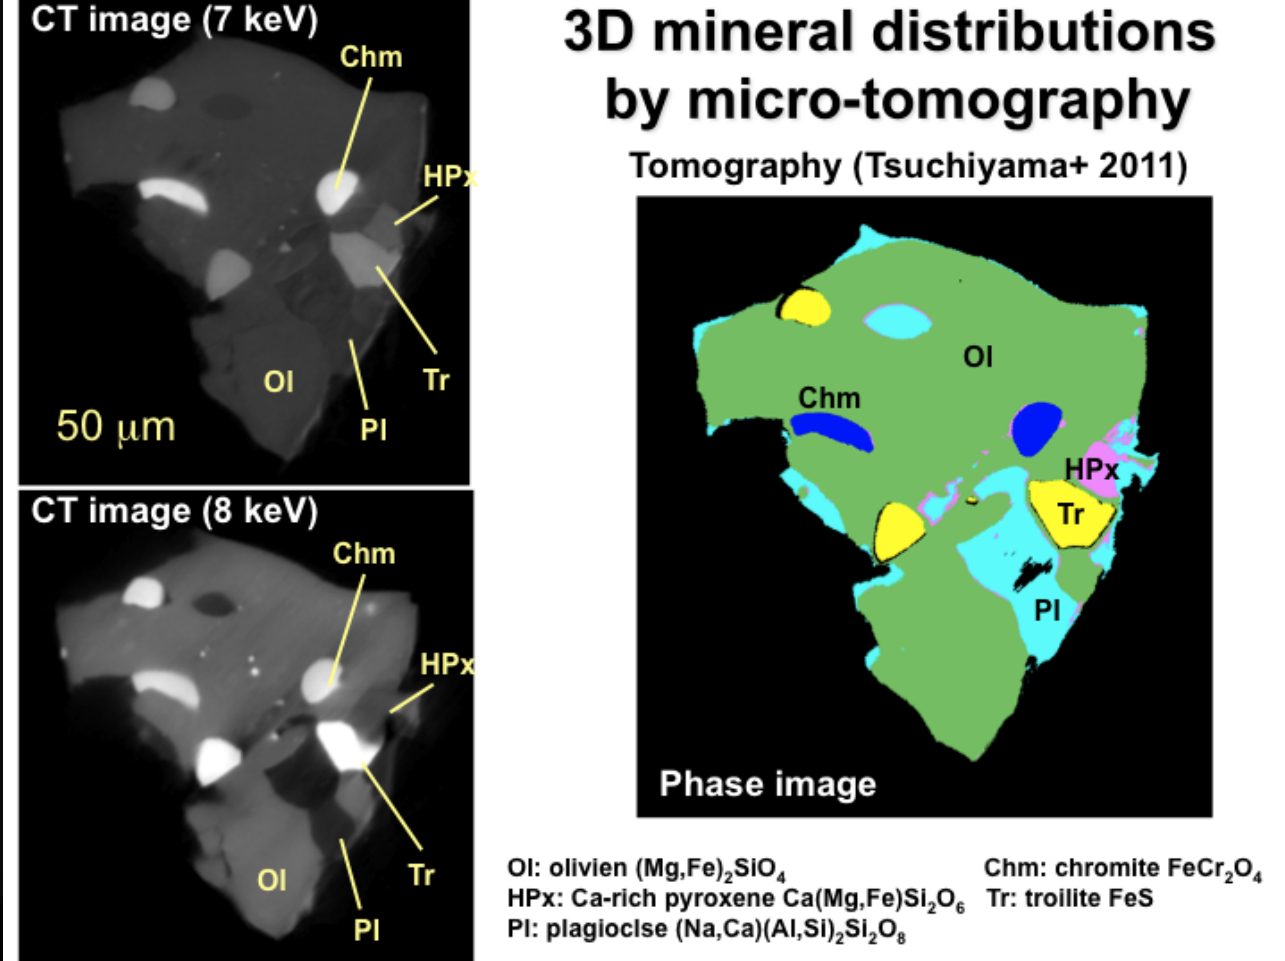 CT image (7 keV)
Chm
HPx
Tr
Ol
Pl
50 μm
CT image (8 keV)
Chm
HPx
Tr
Ol
Pl
3D mineral distributions
by micro-tomography
Tomography (Tsuchiyama+ 2011)
Ol
Chm
HPx
Tr
Pl
Phase image
Ol: olivien (Mg,Fe)₂SiO₄
Chm: chromite FeCr₂O₄
HPx: Ca-rich pyroxene Ca(Mg,Fe)Si₂O₆
Tr: troilite FeS
Pl: plagioclse (Na,Ca)(Al,Si)₂Si₂O₈